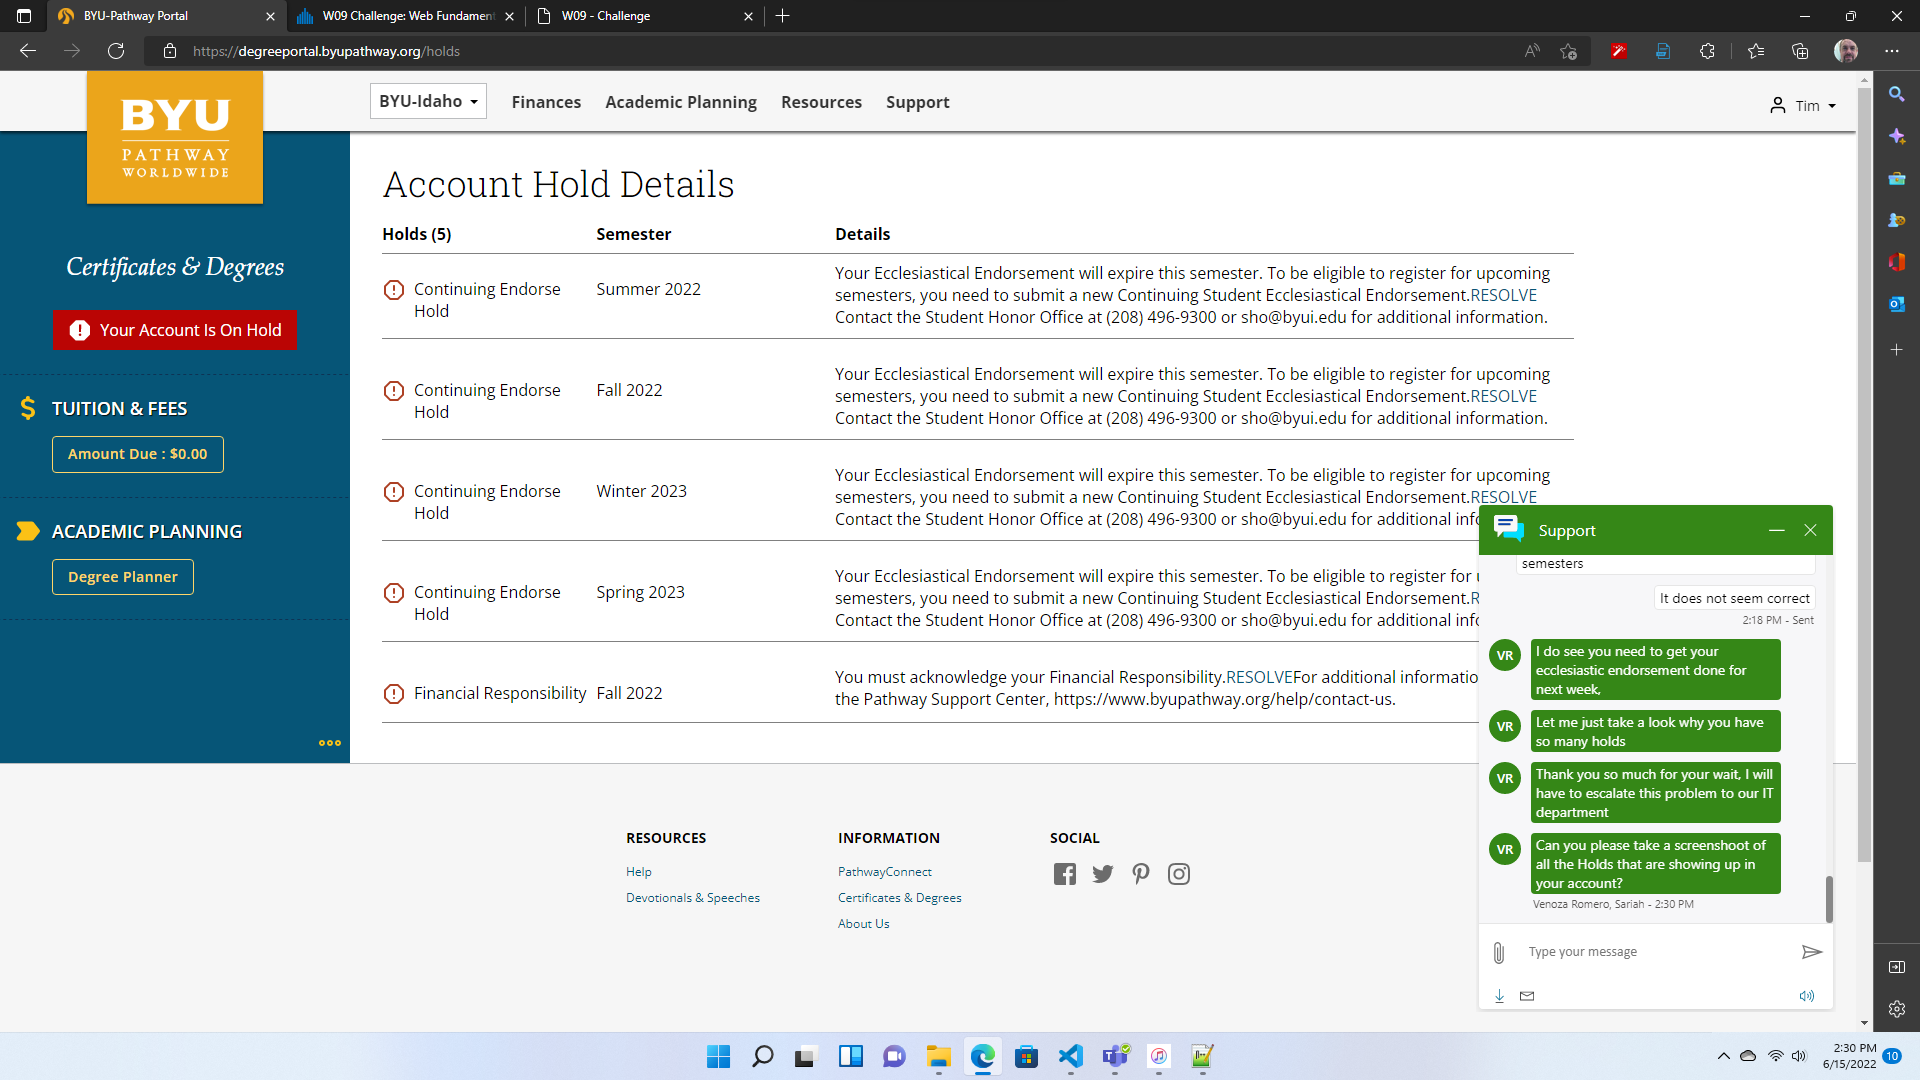 BYU-Pathway Portal
W09 Challenge: Web Fundament
W09 - Challenge
https://degreeportal.byupathway.org/holds
BYU
PATHWAY
WORLDWIDE
BYU-Idaho
Finances
Academic Planning
Resources
Support
Tim
Certificates & Degrees
Your Account Is On Hold
TUITION & FEES
Amount Due : $0.00
ACADEMIC PLANNING
Degree Planner
Account Hold Details
Holds (5)
Semester
Details
Continuing Endorse
Hold
Summer 2022
Your Ecclesiastical Endorsement will expire this semester. To be eligible to register for upcoming
semesters, you need to submit a new Continuing Student Ecclesiastical Endorsement.RESOLVE
Contact the Student Honor Office at (208) 496-9300 or sho@byui.edu for additional information.
Continuing Endorse
Hold
Fall 2022
Your Ecclesiastical Endorsement will expire this semester. To be eligible to register for upcoming
semesters, you need to submit a new Continuing Student Ecclesiastical Endorsement.RESOLVE
Contact the Student Honor Office at (208) 496-9300 or sho@byui.edu for additional information.
Continuing Endorse
Hold
Winter 2023
Your Ecclesiastical Endorsement will expire this semester. To be eligible to register for upcoming
semesters, you need to submit a new Continuing Student Ecclesiastical Endorsement.RESOLVE
Contact the Student Honor Office at (208) 496-9300 or sho@byui.edu for additional info
Continuing Endorse
Hold
Spring 2023
Your Ecclesiastical Endorsement will expire this semester. To be eligible to register for
semesters, you need to submit a new Continuing Student Ecclesiastical Endorsement.R
Contact the Student Honor Office at (208) 496-9300 or sho@byui.edu for additional info
Financial Responsibility
Fall 2022
You must acknowledge your Financial Responsibility.RESOLVEFor additional informatio
the Pathway Support Center, https://www.byupathway.org/help/contact-us.
RESOURCES
Help
Devotionals & Speeches
INFORMATION
PathwayConnect
Certificates & Degrees
About Us
SOCIAL
Support
semesters
It does not seem correct
2:18 PM - Sent
VR
I do see you need to get your
ecclesiastic endorsement done for
next week,
VR
Let me just take a look why you have
so many holds
VR
Thank you so much for your wait, I will
have to escalate this problem to our IT
department
VR
Can you please take a screenshoot of
all the Holds that are showing up in
your account?
Venoza Romero, Sariah - 2:30 PM
Type your message
2:30 PM
6/15/2022
10